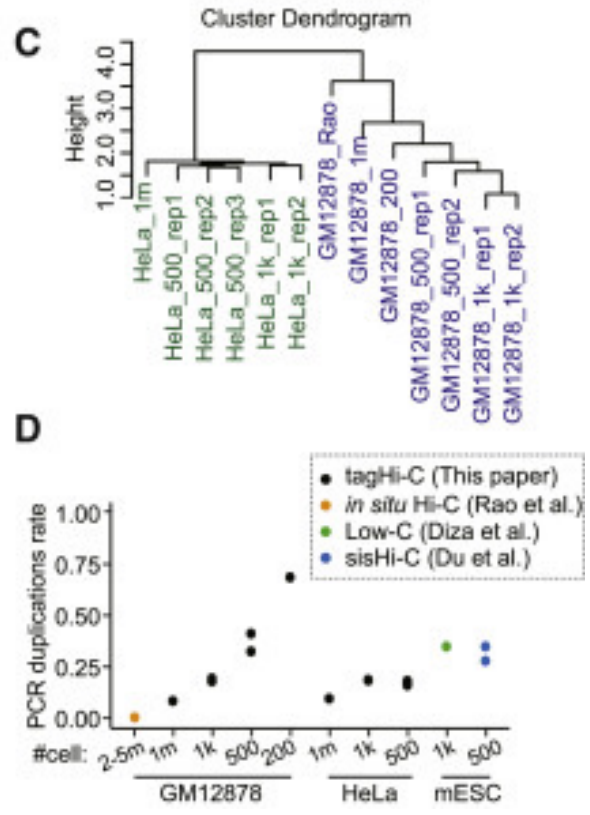 C
Cluster Dendrogram
Height
4.0
3.0
2.0
1.0
HeLa_1m
HeLa_500_rep1
HeLa_500_rep2
HeLa_500_rep3
HeLa_1k_rep1
HeLa_1k_rep2
GM12878_Rao
GM12878_1m
GM12878_200
GM12878_500_rep1
GM12878_500_rep2
GM12878_1k_rep1
GM12878_1k_rep2
D
tagHi-C (This paper)
in situ Hi-C (Rao et al.)
Low-C (Diza et al.)
sisHi-C (Du et al.)
PCR duplications rate
1.00
0.75
0.50
0.25
0.00
#cell: 2-5m 1m 1k 500 200 1m 1k 500 1k 500
GM12878 HeLa mESC